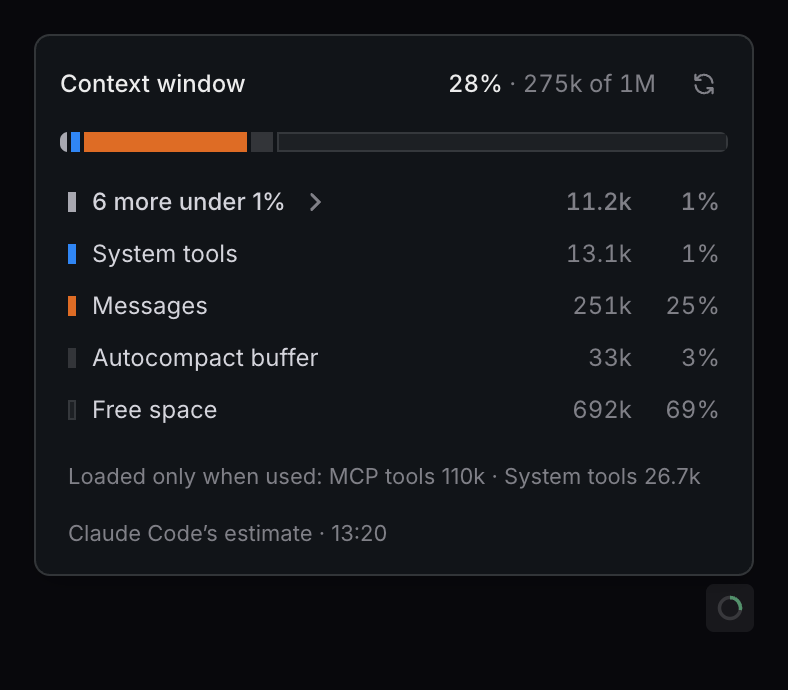 Context window 28% · 275k of 1M
6 more under 1% 11.2k 1%
System tools 13.1k 1%
Messages 251k 25%
Autocompact buffer 33k 3%
Free space 692k 69%
Loaded only when used: MCP tools 110k · System tools 26.7k
Claude Code’s estimate · 13:20